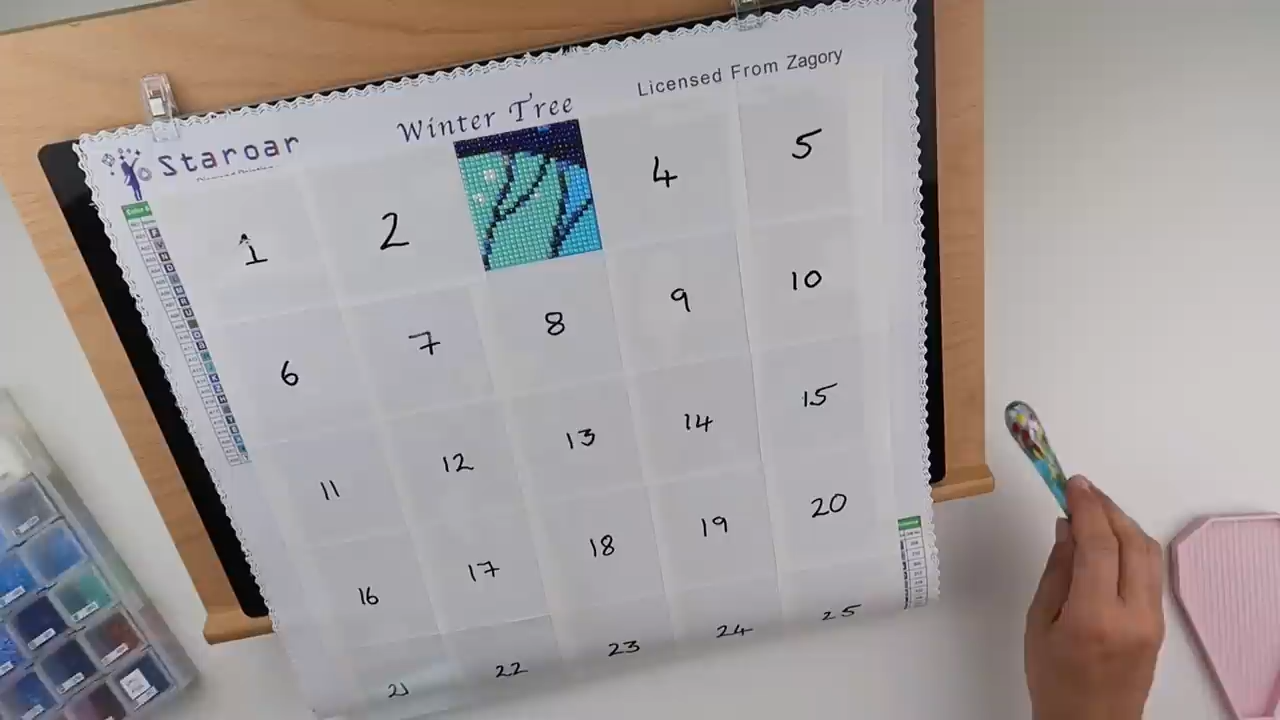 Licensed From Zagory
Winter Tree
Staroar
1 2 4 5
6 7 8 9 10
11 12 13 14 15
16 17 18 19 20
21 22 23 24 25